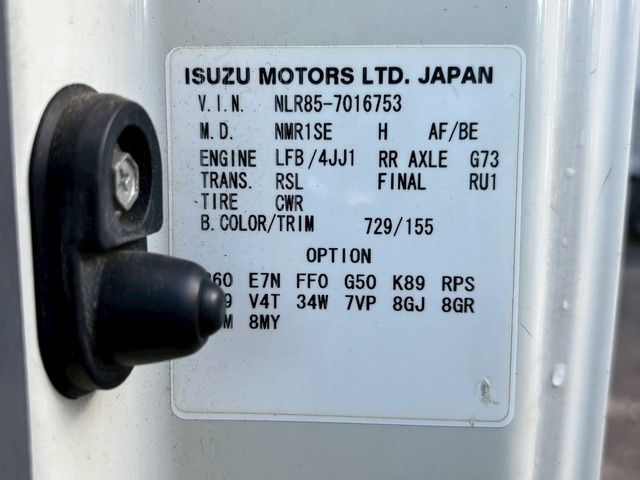 ISUZU MOTORS LTD. JAPAN
V.I.N. NLR85-7016753
M.D. NMR1SE H AF/BE
ENGINE LFB/4JJ1 RR AXLE G73
TRANS. RSL FINAL RU1
TIRE CWR
B.COLOR/TRIM 729/155
OPTION
E7N FF0 G50 K89 RPS
V4T 34W 7VP 8GJ 8GR
8MY